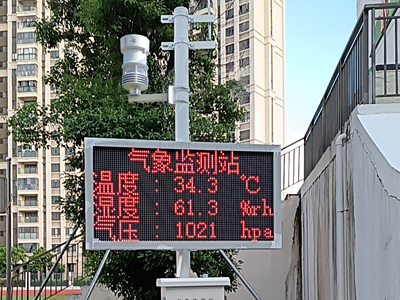 气象监测站
温度：34.3 ℃
湿度：61.3 %rh
气压：1021 hpa